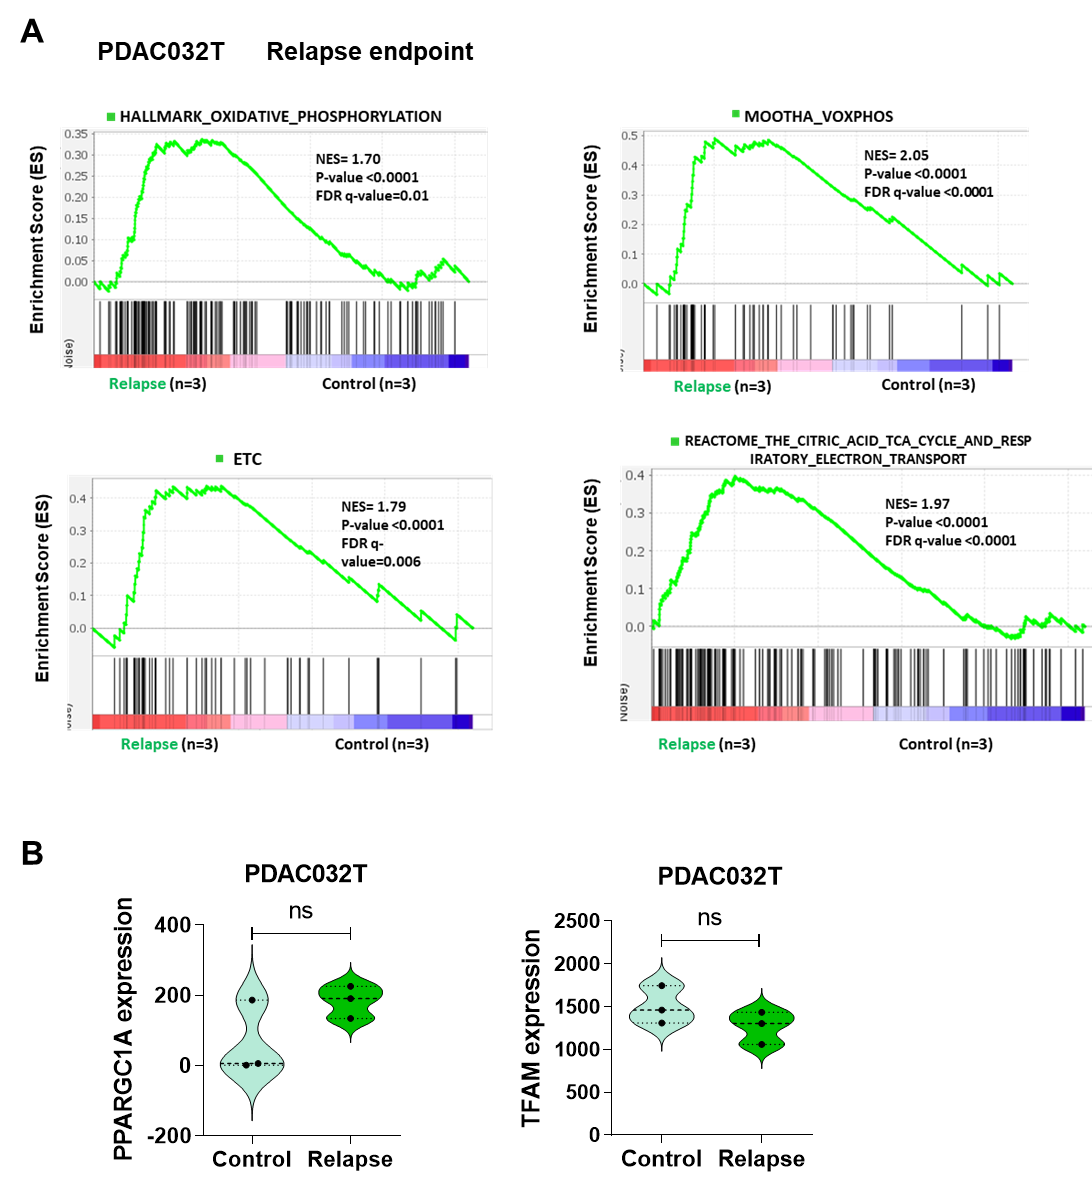 A
PDAC032T Relapse endpoint
HALLMARK_OXIDATIVE_PHOSPHORYLATION
Enrichment Score (ES)
0.35
0.30
0.25
0.20
0.15
0.10
0.05
0.00
NES= 1.70
P-value <0.0001
FDR q-value=0.01
Relapse (n=3) Control (n=3)
MOOTHA_VOXPHOS
Enrichment Score (ES)
0.5
0.4
0.3
0.2
0.1
0.0
NES= 2.05
P-value <0.0001
FDR q-value <0.0001
Relapse (n=3) Control (n=3)
ETC
Enrichment Score (ES)
0.4
0.3
0.2
0.1
0.0
NES= 1.79
P-value <0.0001
FDR q-
value=0.006
Relapse (n=3) Control (n=3)
REACTOME_THE_CITRIC_ACID_TCA_CYCLE_AND_RESP
IRATORY_ELECTRON_TRANSPORT
Enrichment Score (ES)
0.4
0.3
0.2
0.1
0.0
NES= 1.97
P-value <0.0001
FDR q-value <0.0001
Noise)
Relapse (n=3) Control (n=3)
B
PDAC032T
PPARGC1A expression
400
200
0
-200
ns
Control Relapse
PDAC032T
TFAM expression
2500
2000
1500
1000
500
0
ns
Control Relapse